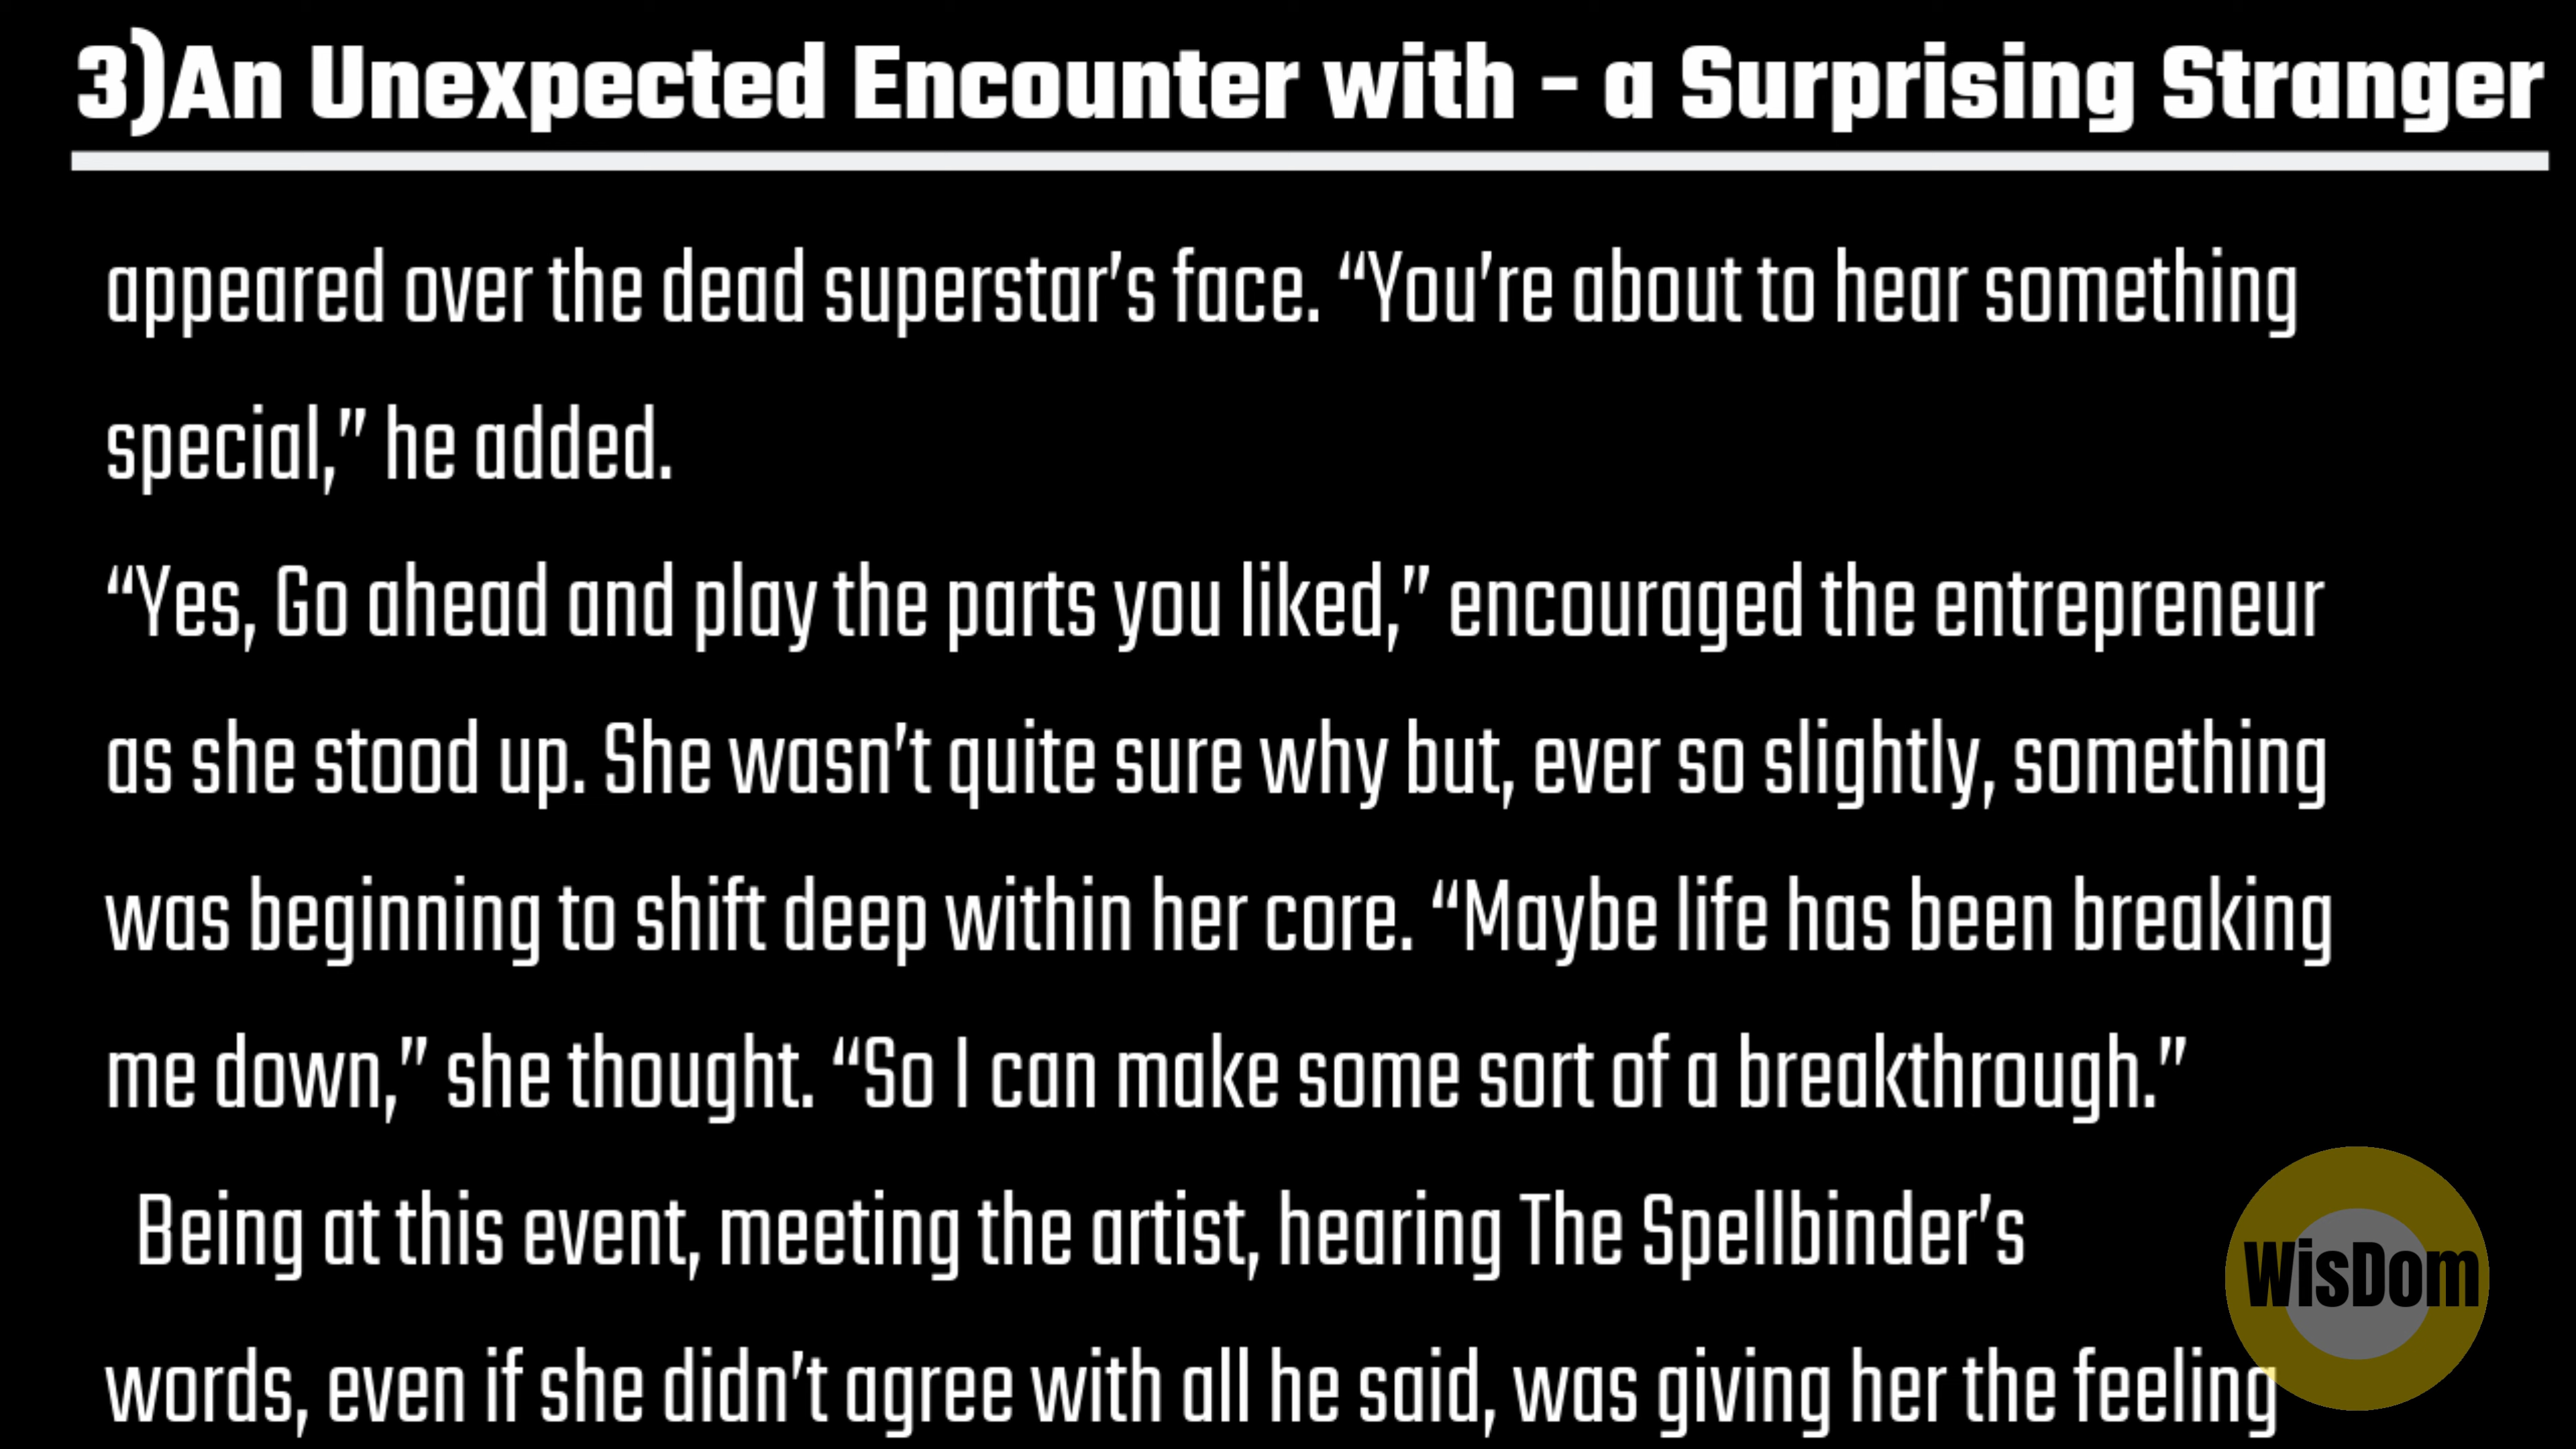 3)An Unexpected Encounter with - a Surprising Stranger
appeared over the dead superstar’s face. “You’re about to hear something
special,” he added.
“Yes, Go ahead and play the parts you liked,” encouraged the entrepreneur
as she stood up. She wasn’t quite sure why but, ever so slightly, something
was beginning to shift deep within her core. “Maybe life has been breaking
me down,” she thought. “So I can make some sort of a breakthrough.”
Being at this event, meeting the artist, hearing The Spellbinder’s
words, even if she didn’t agree with all he said, was giving her the feeling
WisDom